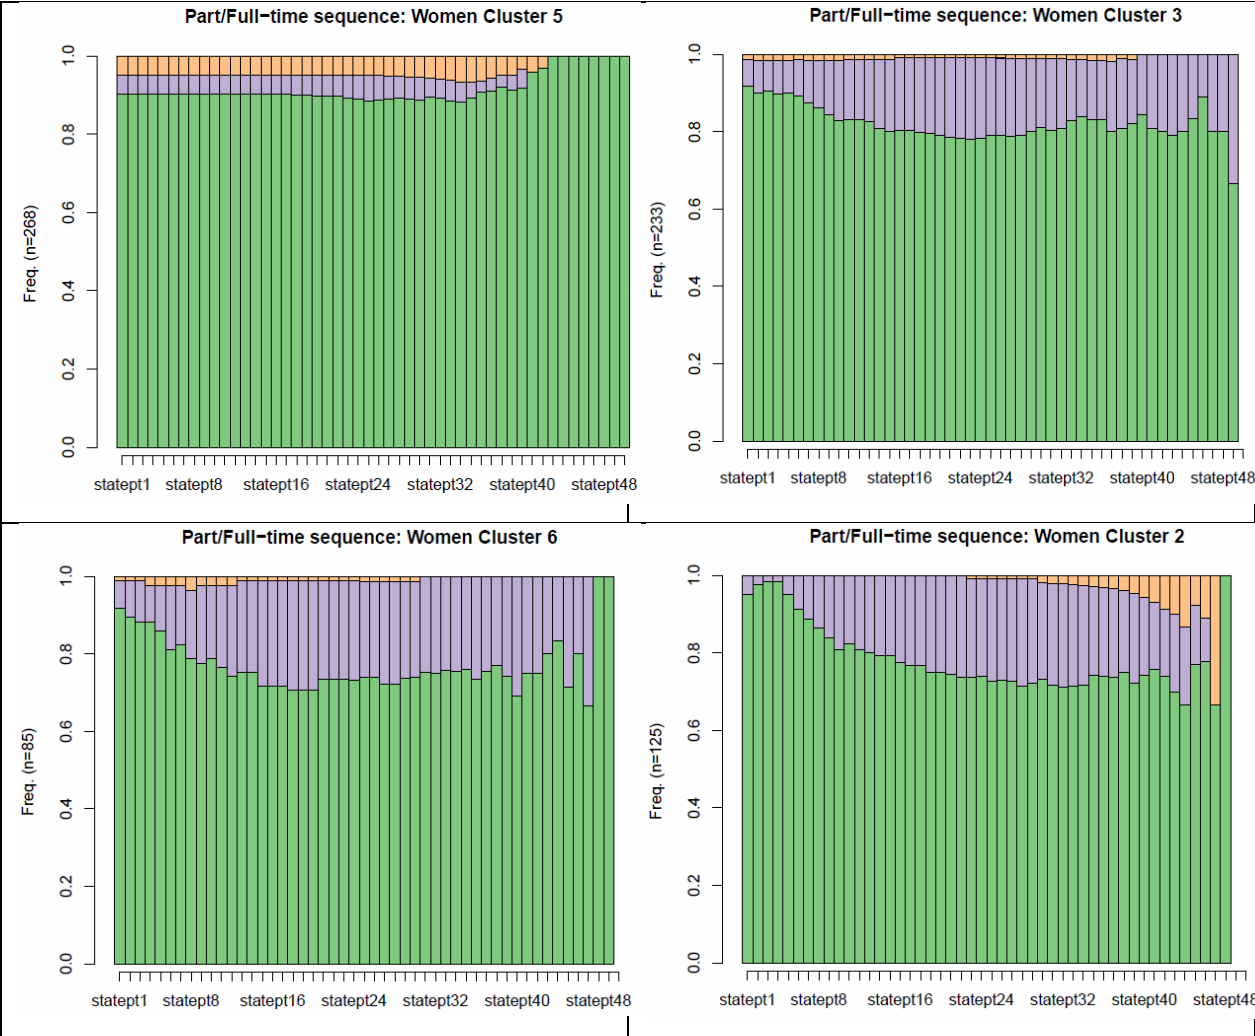 Part/Full−time sequence: Women Cluster 5
Freq. (n=268)
0.0 0.2 0.4 0.6 0.8 1.0
statept1 statept8 statept16 statept24 statept32 statept40 statept48
Part/Full−time sequence: Women Cluster 3
Freq. (n=233)
0.0 0.2 0.4 0.6 0.8 1.0
statept1 statept8 statept16 statept24 statept32 statept40 statept48
Part/Full−time sequence: Women Cluster 6
Freq. (n=85)
0.0 0.2 0.4 0.6 0.8 1.0
statept1 statept8 statept16 statept24 statept32 statept40 statept48
Part/Full−time sequence: Women Cluster 2
Freq. (n=125)
0.0 0.2 0.4 0.6 0.8 1.0
statept1 statept8 statept16 statept24 statept32 statept40 statept48